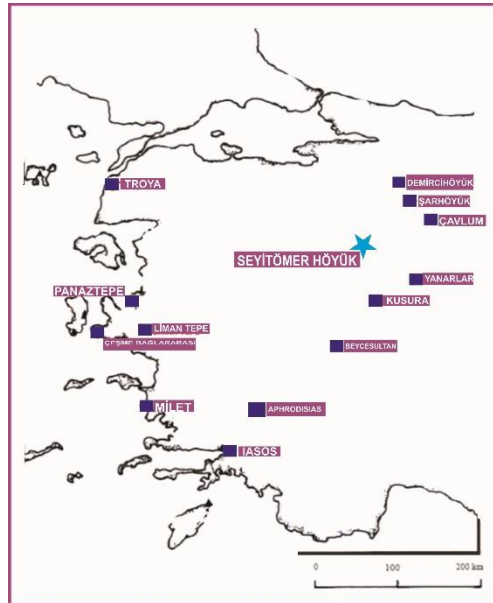 TROYA
DEMİRCİHÖYÜK
ŞARHÖYÜK
ÇAVLUM
SEYİTÖMER HÖYÜK
YANARLAR
PANAZTEPE
KUSURA
LİMAN TEPE
ÇEŞME BAĞLARARASI
BEYCESULTAN
MİLET
APHRODISIAS
IASOS
0 100 200 km